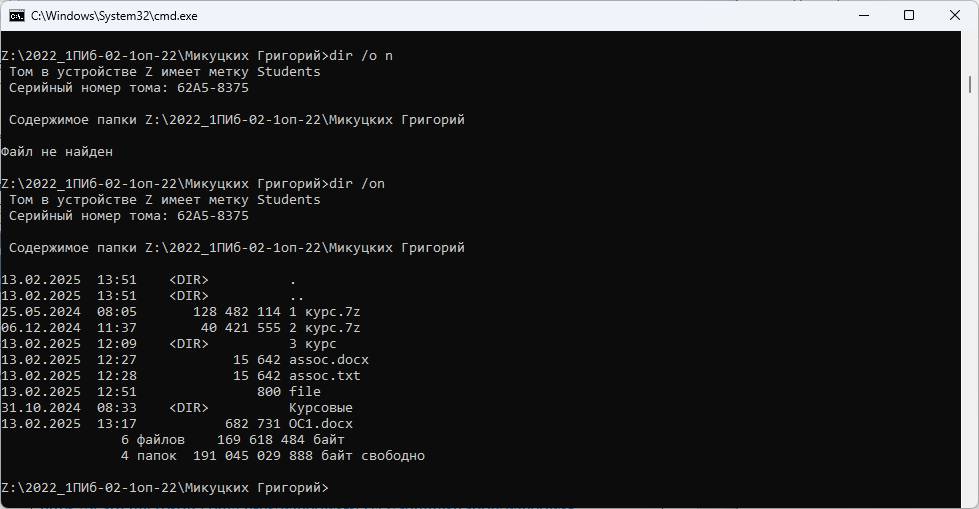 C:\Windows\System32\cmd.exe
Z:\2022_1ПИб-02-1оп-22\Микуцких Григорий>dir /o n
Том в устройстве Z имеет метку Students
Серийный номер тома: 62A5-8375
Содержимое папки Z:\2022_1ПИб-02-1оп-22\Микуцких Григорий
Файл не найден
Z:\2022_1ПИб-02-1оп-22\Микуцких Григорий>dir /on
Том в устройстве Z имеет метку Students
Серийный номер тома: 62A5-8375
Содержимое папки Z:\2022_1ПИб-02-1оп-22\Микуцких Григорий
13.02.2025  13:51    <DIR>          .
13.02.2025  13:51    <DIR>          ..
25.05.2024  08:05       128 482 114 1 курс.7z
06.12.2024  11:37        40 421 555 2 курс.7z
13.02.2025  12:09    <DIR>          3 курс
13.02.2025  12:27            15 642 assoc.docx
13.02.2025  12:28            15 642 assoc.txt
13.02.2025  12:51               800 file
31.10.2024  08:33    <DIR>          Курсовые
13.02.2025  13:17           682 731 ОС1.docx
6 файлов    169 618 484 байт
4 папок  191 045 029 888 байт свободно
Z:\2022_1ПИб-02-1оп-22\Микуцких Григорий>